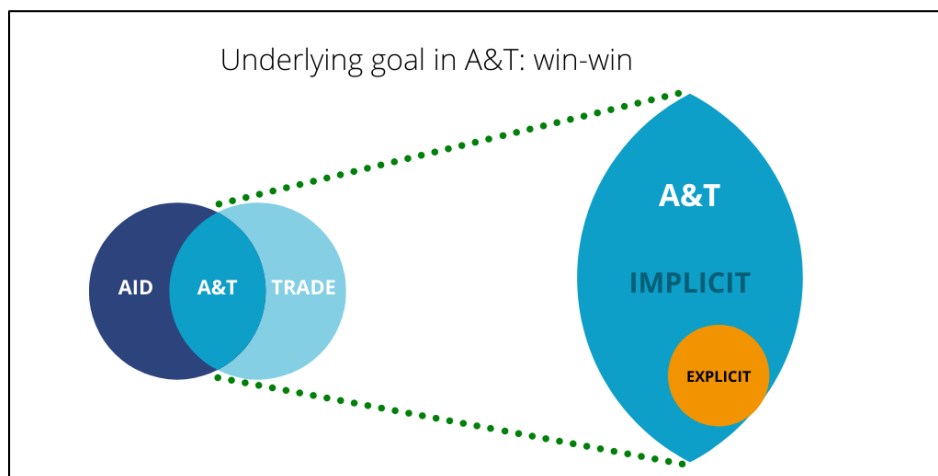 Underlying goal in A&T: win-win
A&T
IMPLICIT
AID
A&T
TRADE
EXPLICIT